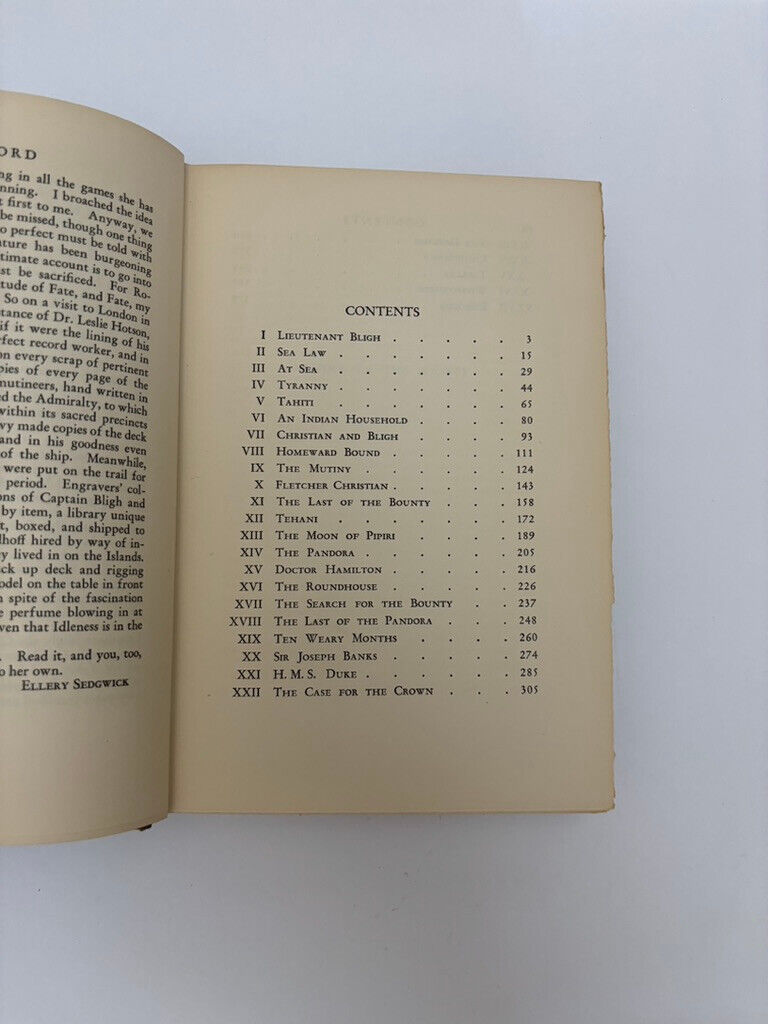 ORD
ng in all the games she has
nning. I broached the idea
t first to me. Anyway, we
be missed, though one thing
o perfect must be told with
ature has been burgeoning
timate account is to go into
st be sacrificed. For Ro-
tude of Fate, and Fate, my
So on a visit to London in
tance of Dr. Leslie Hotson,
if it were the lining of his
rfect record worker, and in
on every scrap of pertinent
pies of every page of the
mutineers, hand written in
ed the Admiralty, to which
within its sacred precincts
vy made copies of the deck
and in his goodness even
of the ship. Meanwhile,
were put on the trail for
period. Engravers' col-
ons of Captain Bligh and
by item, a library unique
t, boxed, and shipped to
lhoff hired by way of in-
ey lived in on the Islands.
ck up deck and rigging
odel on the table in front
n spite of the fascination
e perfume blowing in at
ven that Idleness is in the
. Read it, and you, too,
o her own.
Ellery Sedgwick
CONTENTS
I Lieutenant Bligh . . . . . 3
II Sea Law . . . . . . . 15
III At Sea . . . . . . . 29
IV Tyranny . . . . . . . 44
V Tahiti . . . . . . . 65
VI An Indian Household . . . . 80
VII Christian and Bligh . . . . 93
VIII Homeward Bound . . . . . 111
IX The Mutiny . . . . . . 124
X Fletcher Christian . . . . . 143
XI The Last of the Bounty . . . . 158
XII Tehani . . . . . . . 172
XIII The Moon of Pipiri . . . . 189
XIV The Pandora . . . . . . 205
XV Doctor Hamilton . . . . . 216
XVI The Roundhouse . . . . . 226
XVII The Search for the Bounty . . 237
XVIII The Last of the Pandora . . . 248
XIX Ten Weary Months . . . . 260
XX Sir Joseph Banks . . . . . 274
XXI H. M. S. Duke . . . . . . 285
XXII The Case for the Crown . . . 305